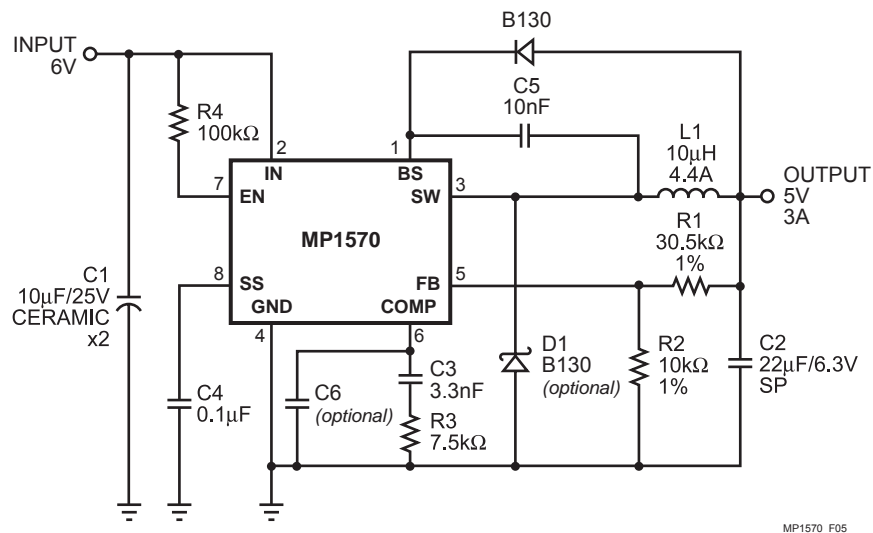 B130
INPUT
6V
C5
10nF
R4
100kΩ
L1
10µH
4.4A
2
1
IN
BS
7
EN
SW
3
OUTPUT
5V
3A
MP1570
R1
30.5kΩ
1%
8
SS
FB
5
C1
10µF/25V
CERAMIC
x2
GND
COMP
4
6
D1
B130
(optional)
R2
10kΩ
1%
C2
22µF/6.3V
SP
C3
3.3nF
C4
0.1µF
C6
(optional)
R3
7.5kΩ
MP1570_F05